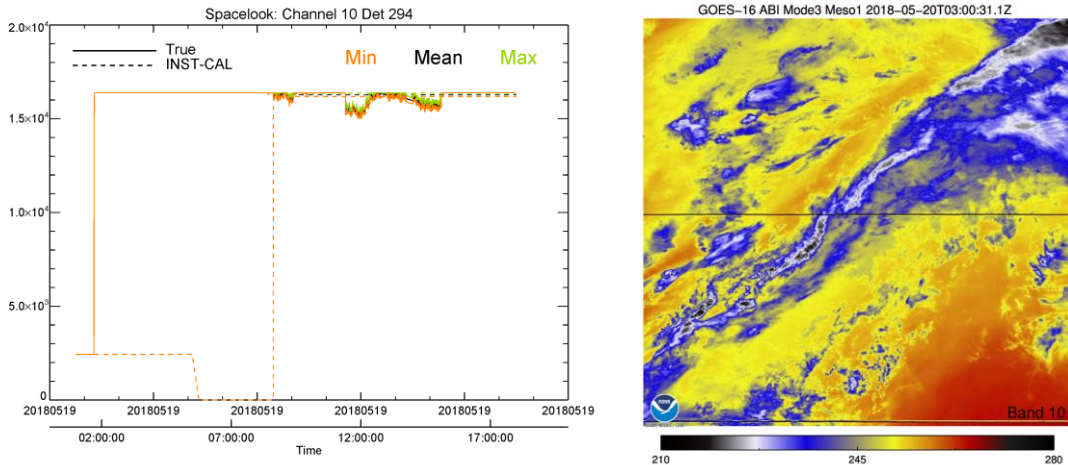 Spacelook: Channel 10 Det 294
True
INST-CAL
Min Mean Max
2.0×10⁴
1.5×10⁴
1.0×10⁴
5.0×10³
0
20180519 20180519 20180519 20180519 20180519
02:00:00 07:00:00 12:00:00 17:00:00
Time
GOES-16 ABI Mode3 Meso1 2018-05-20T03:00:31.1Z
NOAA
Band 10
210 245 280